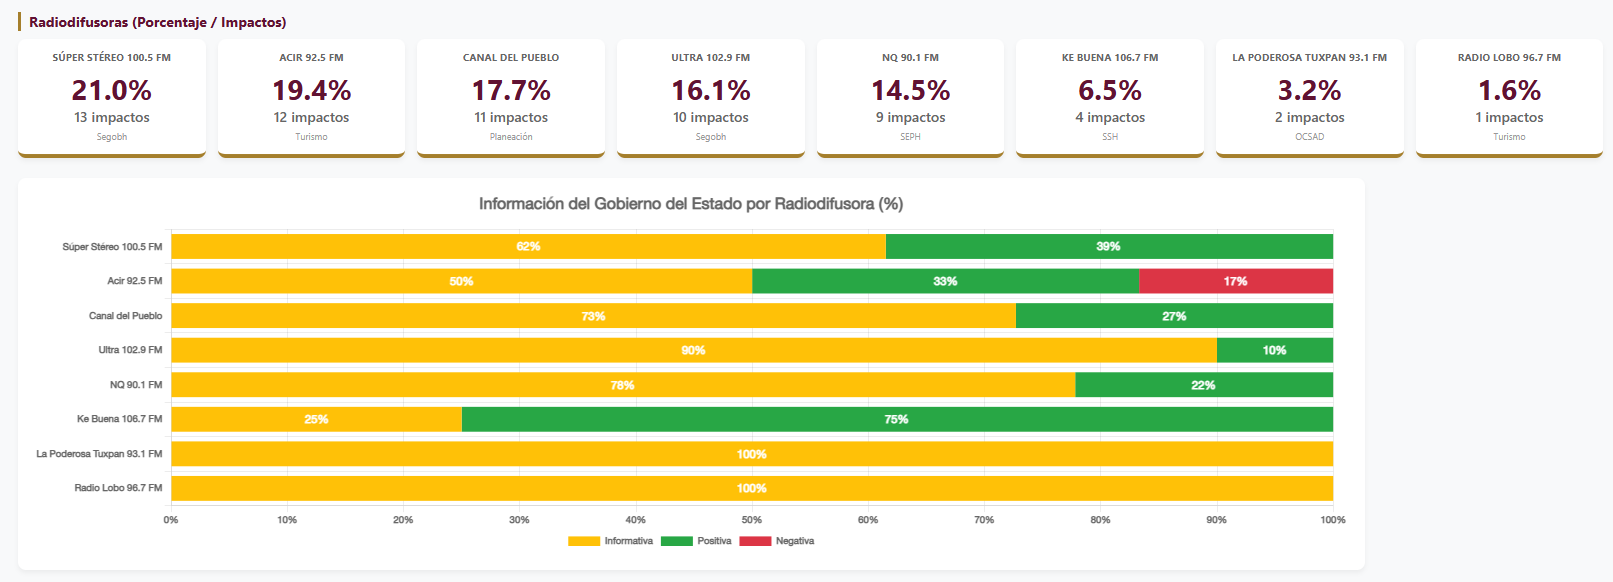 Radiodifusoras (Porcentaje / Impactos)
SÚPER STÉREO 100.5 FM
21.0%
13 impactos
Segobh
ACIR 92.5 FM
19.4%
12 impactos
Turismo
CANAL DEL PUEBLO
17.7%
11 impactos
Planeación
ULTRA 102.9 FM
16.1%
10 impactos
Segobh
NQ 90.1 FM
14.5%
9 impactos
SEPH
KE BUENA 106.7 FM
6.5%
4 impactos
SSH
LA PODEROSA TUXPAN 93.1 FM
3.2%
2 impactos
OCSAD
RADIO LOBO 96.7 FM
1.6%
1 impactos
Turismo
Información del Gobierno del Estado por Radiodifusora (%)
Súper Stéreo 100.5 FM 62% 39%
Acir 92.5 FM 50% 33% 17%
Canal del Pueblo 73% 27%
Ultra 102.9 FM 90% 10%
NQ 90.1 FM 78% 22%
Ke Buena 106.7 FM 25% 75%
La Poderosa Tuxpan 93.1 FM 100%
Radio Lobo 96.7 FM 100%
0% 10% 20% 30% 40% 50% 60% 70% 80% 90% 100%
Informativa Positiva Negativa